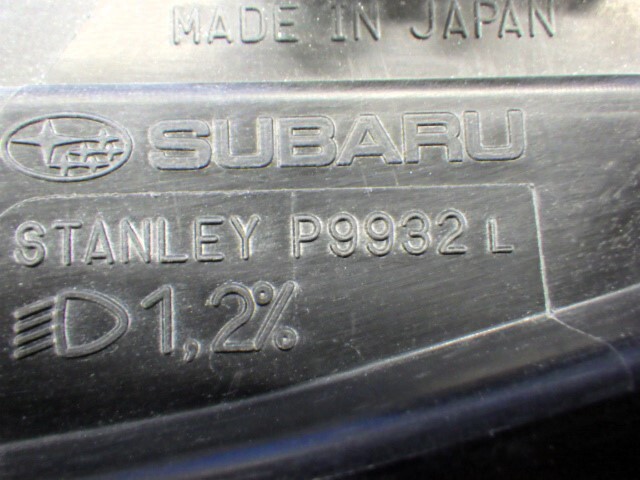 MADE IN JAPAN
SUBARU
STANLEY P9932 L
1,2%